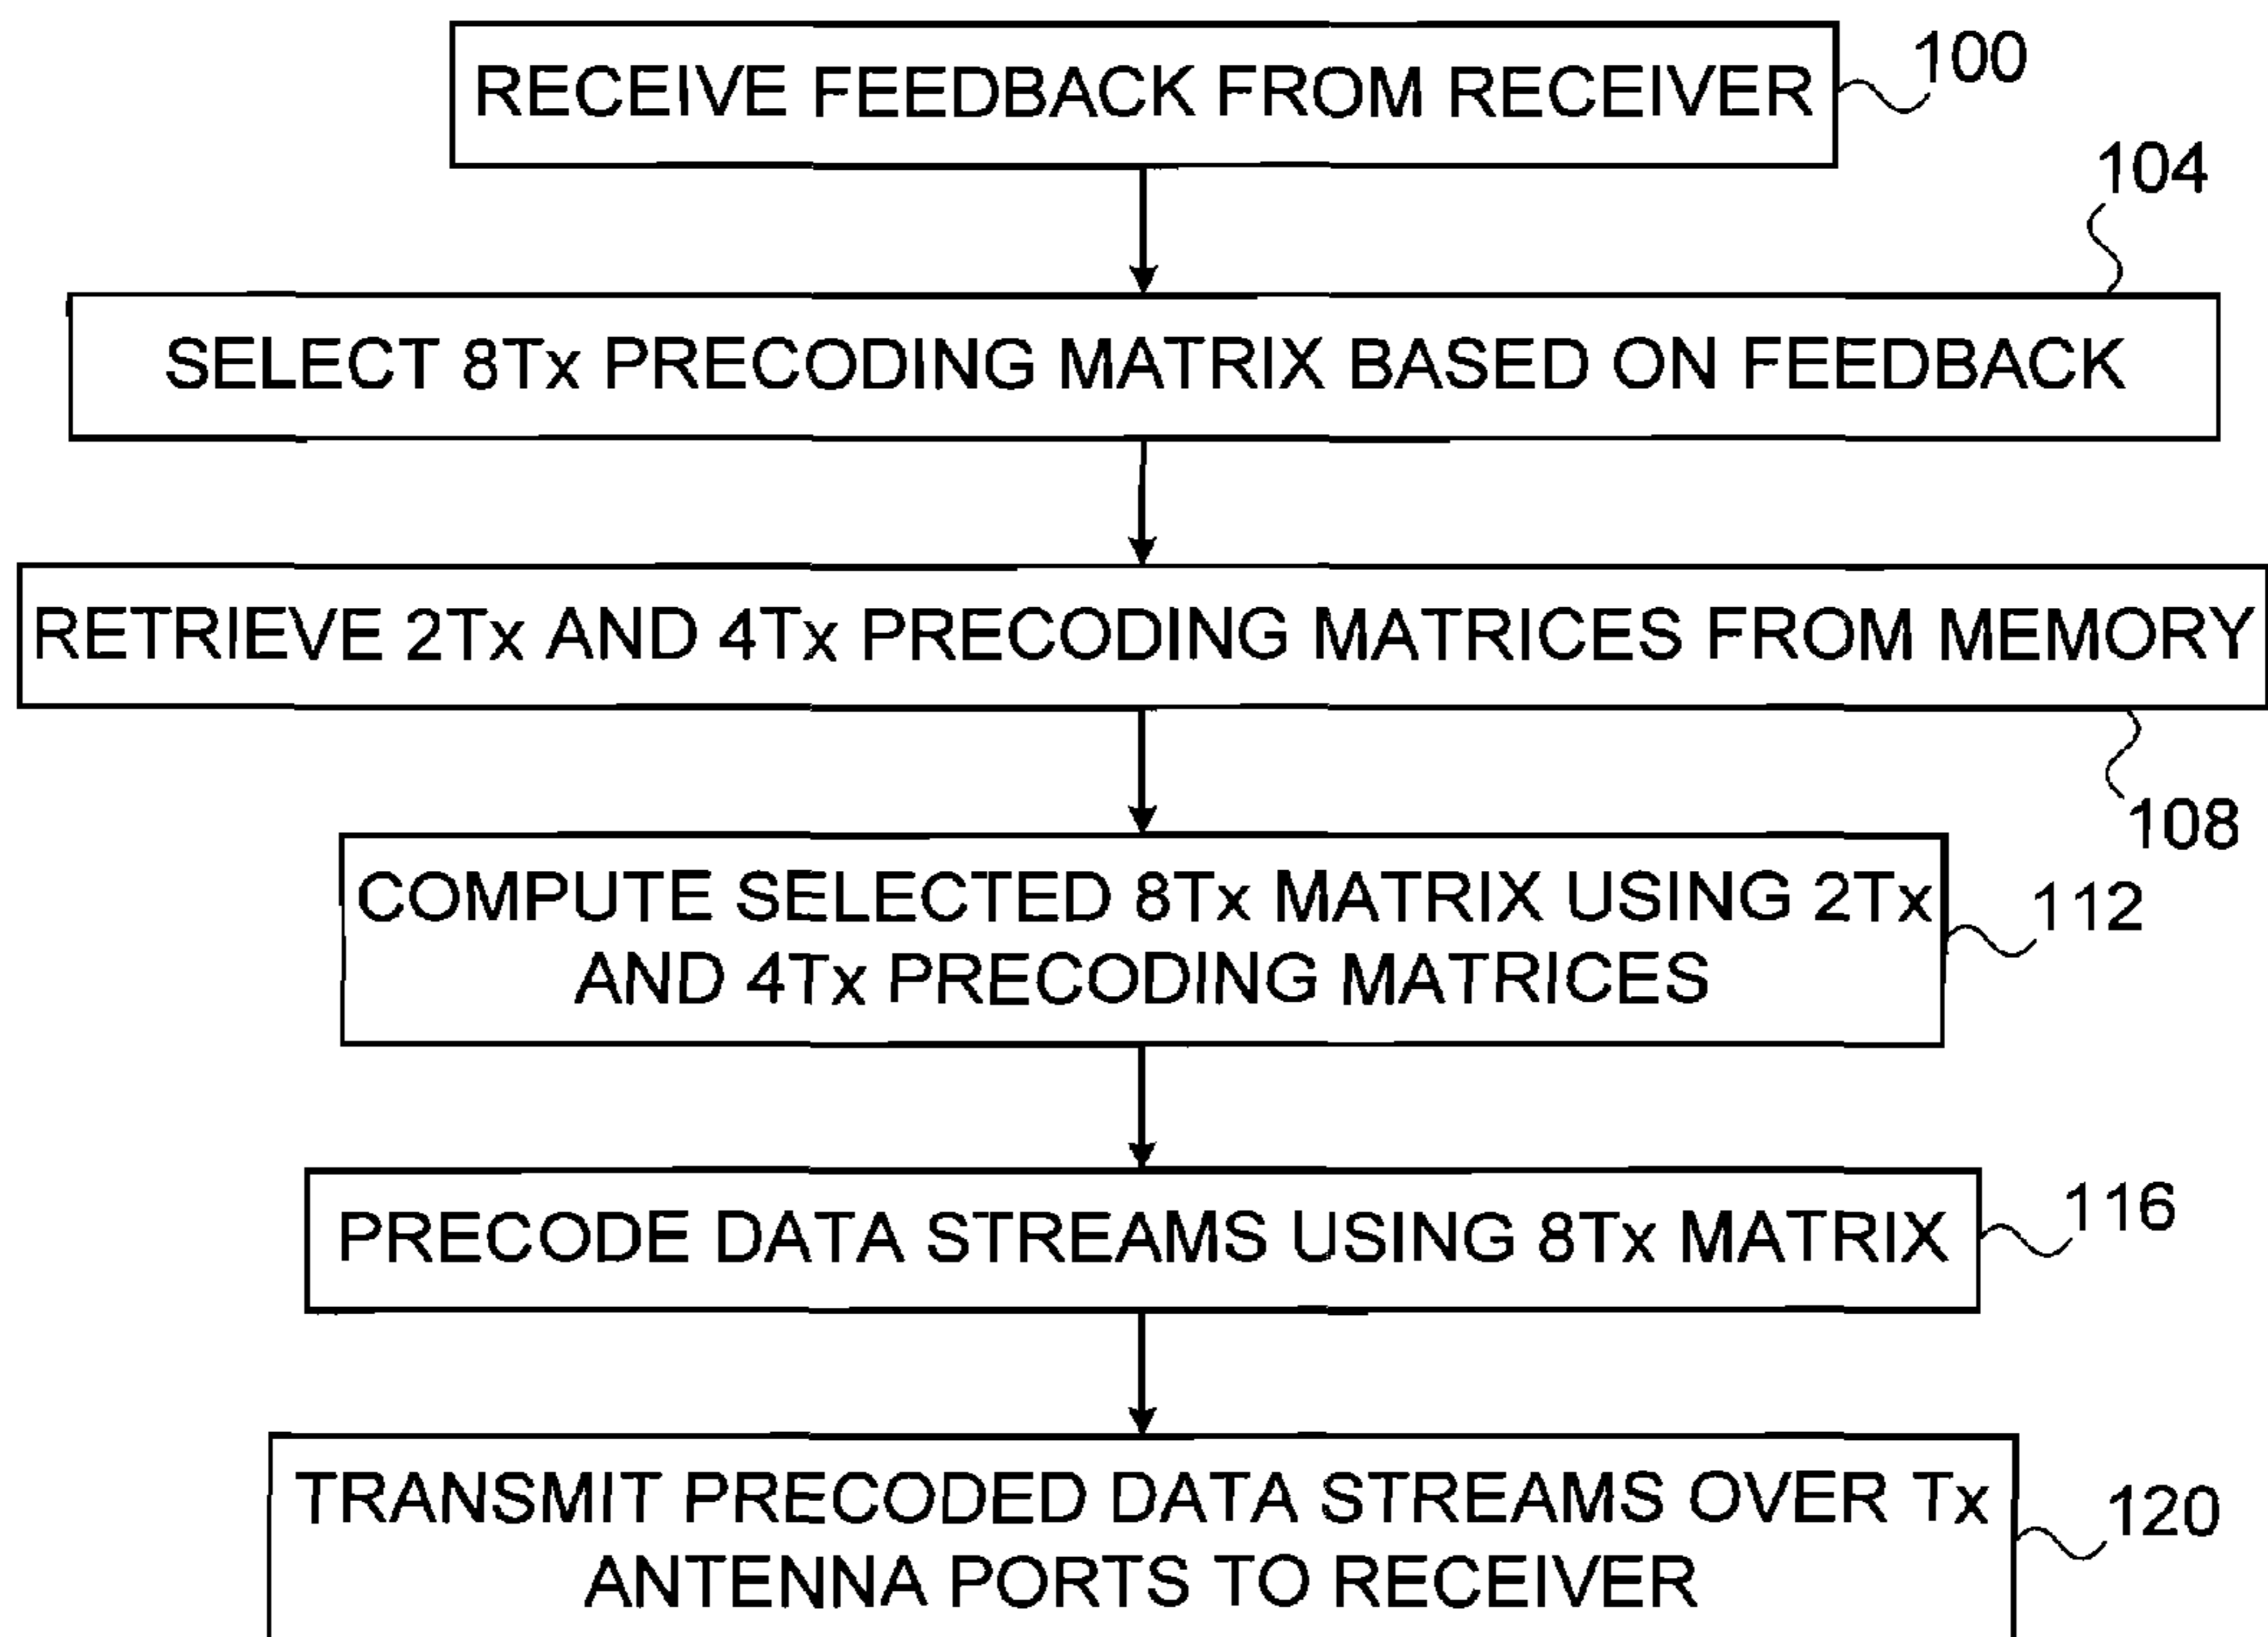 RECEIVE FEEDBACK FROM RECEIVER
100
104
SELECT 8Tx PRECODING MATRIX BASED ON FEEDBACK
RETRIEVE 2Tx AND 4Tx PRECODING MATRICES FROM MEMORY
108
COMPUTE SELECTED 8Tx MATRIX USING 2Tx
AND 4Tx PRECODING MATRICES
112
PRECODE DATA STREAMS USING 8Tx MATRIX
116
TRANSMIT PRECODED DATA STREAMS OVER Tx
ANTENNA PORTS TO RECEIVER
120